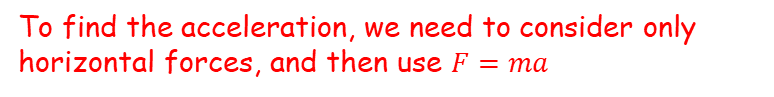 To find the acceleration, we need to consider only
horizontal forces, and then use F = ma